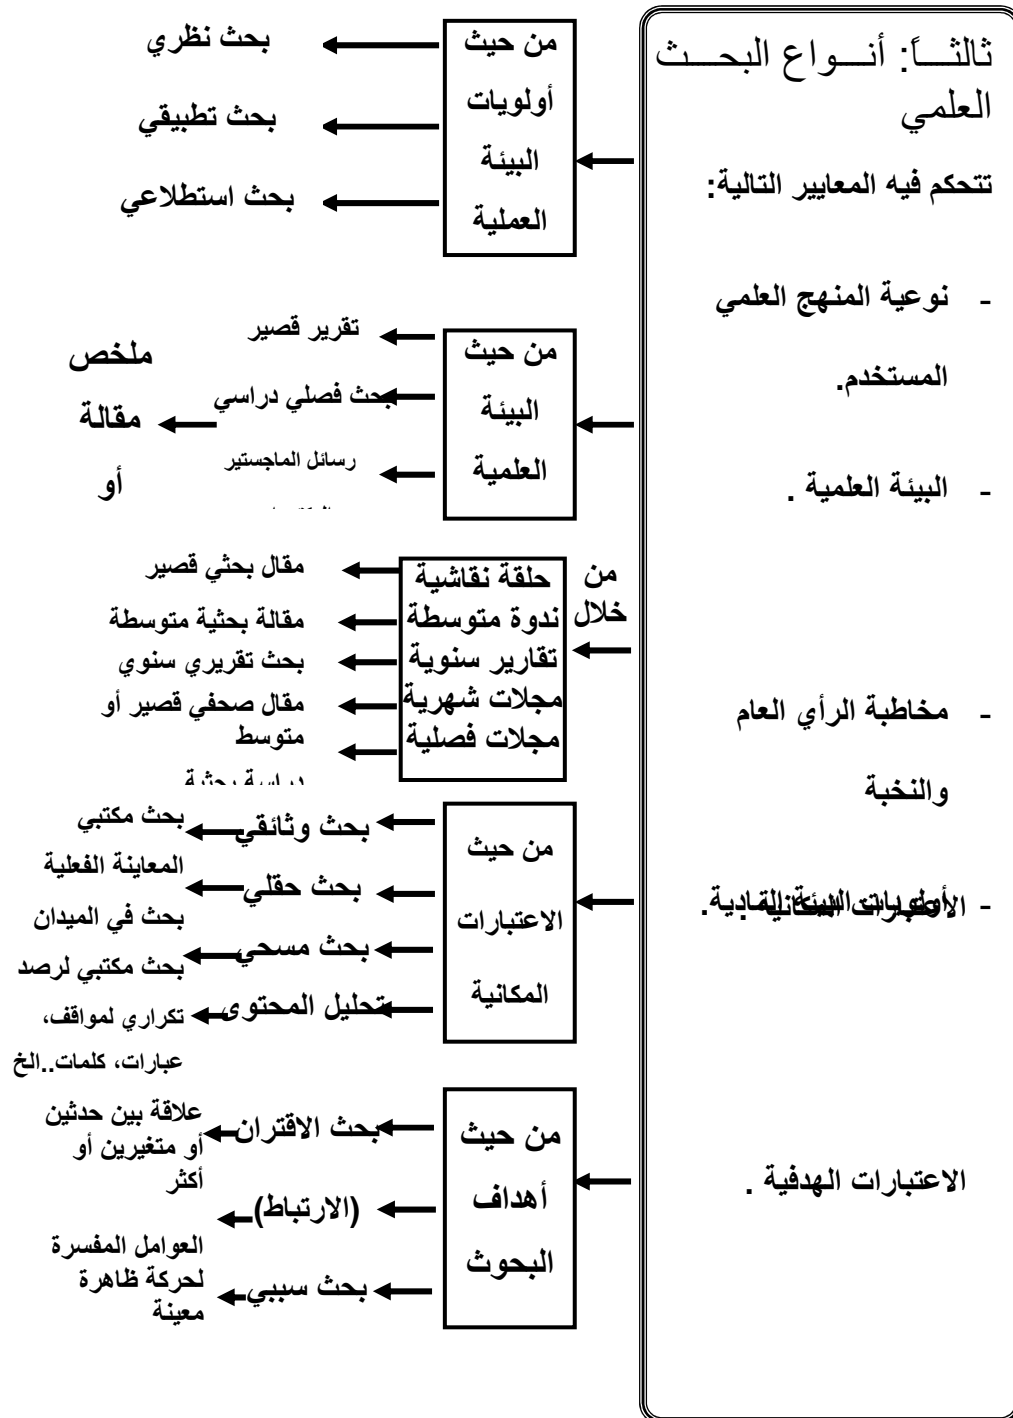 ثالثــــاً: أنــــواع البحــــث
العلمي
تتحكم فيه المعايير التالية:
- نوعية المنهج العلمي
المستخدم.
- البيئة العلمية .
- مخاطبة الرأي العام
والنخبة
-
الاعتبارات الهدفية .
من حيث
أولويات
البيئة
العملية
بحث نظري
بحث تطبيقي
بحث استطلاعي
من حيث
البيئة
العلمية
تقرير قصير
بحث فصلي دراسي
رسائل الماجستير
ملخص
مقالة
أو
من
خلال
حلقة نقاشية
ندوة متوسطة
تقارير سنوية
مجلات شهرية
مجلات فصلية
مقال بحثي قصير
مقالة بحثية متوسطة
بحث تقريري سنوي
مقال صحفي قصير أو
متوسط
دراسة بحثية
من حيث
الاعتبارات
المكانية
بحث وثائقي
بحث حقلي
بحث مسحي
تحليل المحتوى
بحث مكتبي
المعاينة الفعلية
بحث في الميدان
بحث مكتبي لرصد
تكراري لمواقف،
عبارات، كلمات..الخ
من حيث
أهداف
البحوث
بحث الاقتران
(الارتباط)
بحث سببي
علاقة بين حدثين
أو متغيرين أو
أكثر
العوامل المفسرة
لحركة ظاهرة
معينة